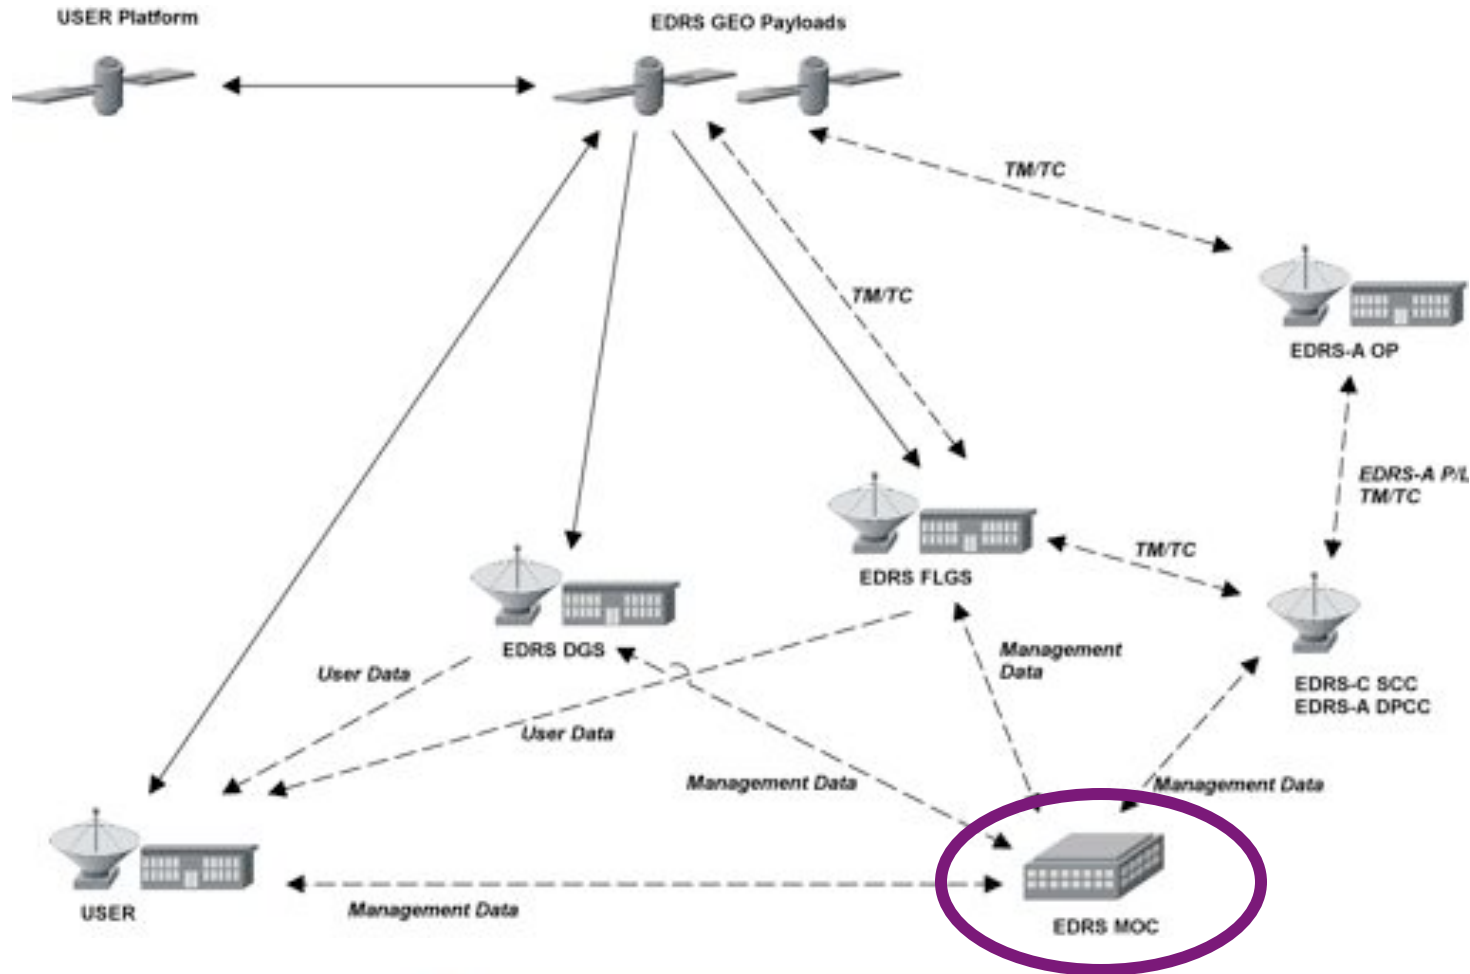 USER Platform
EDRS GEO Payloads
TM/TC
TM/TC
EDRS-A OP
EDRS-A P/L
TM/TC
TM/TC
EDRS FLGS
EDRS DGS
User Data
Management
Data
EDRS-C SCC
EDRS-A DPCC
User Data
Management Data
Management Data
USER
Management Data
EDRS MOC